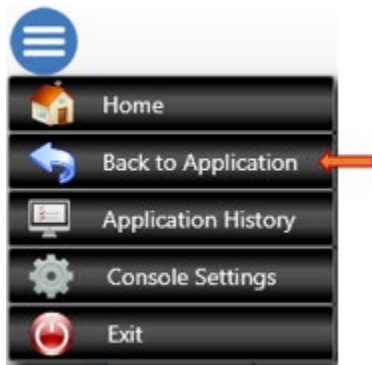 Home
Back to Application
Application History
Console Settings
Exit